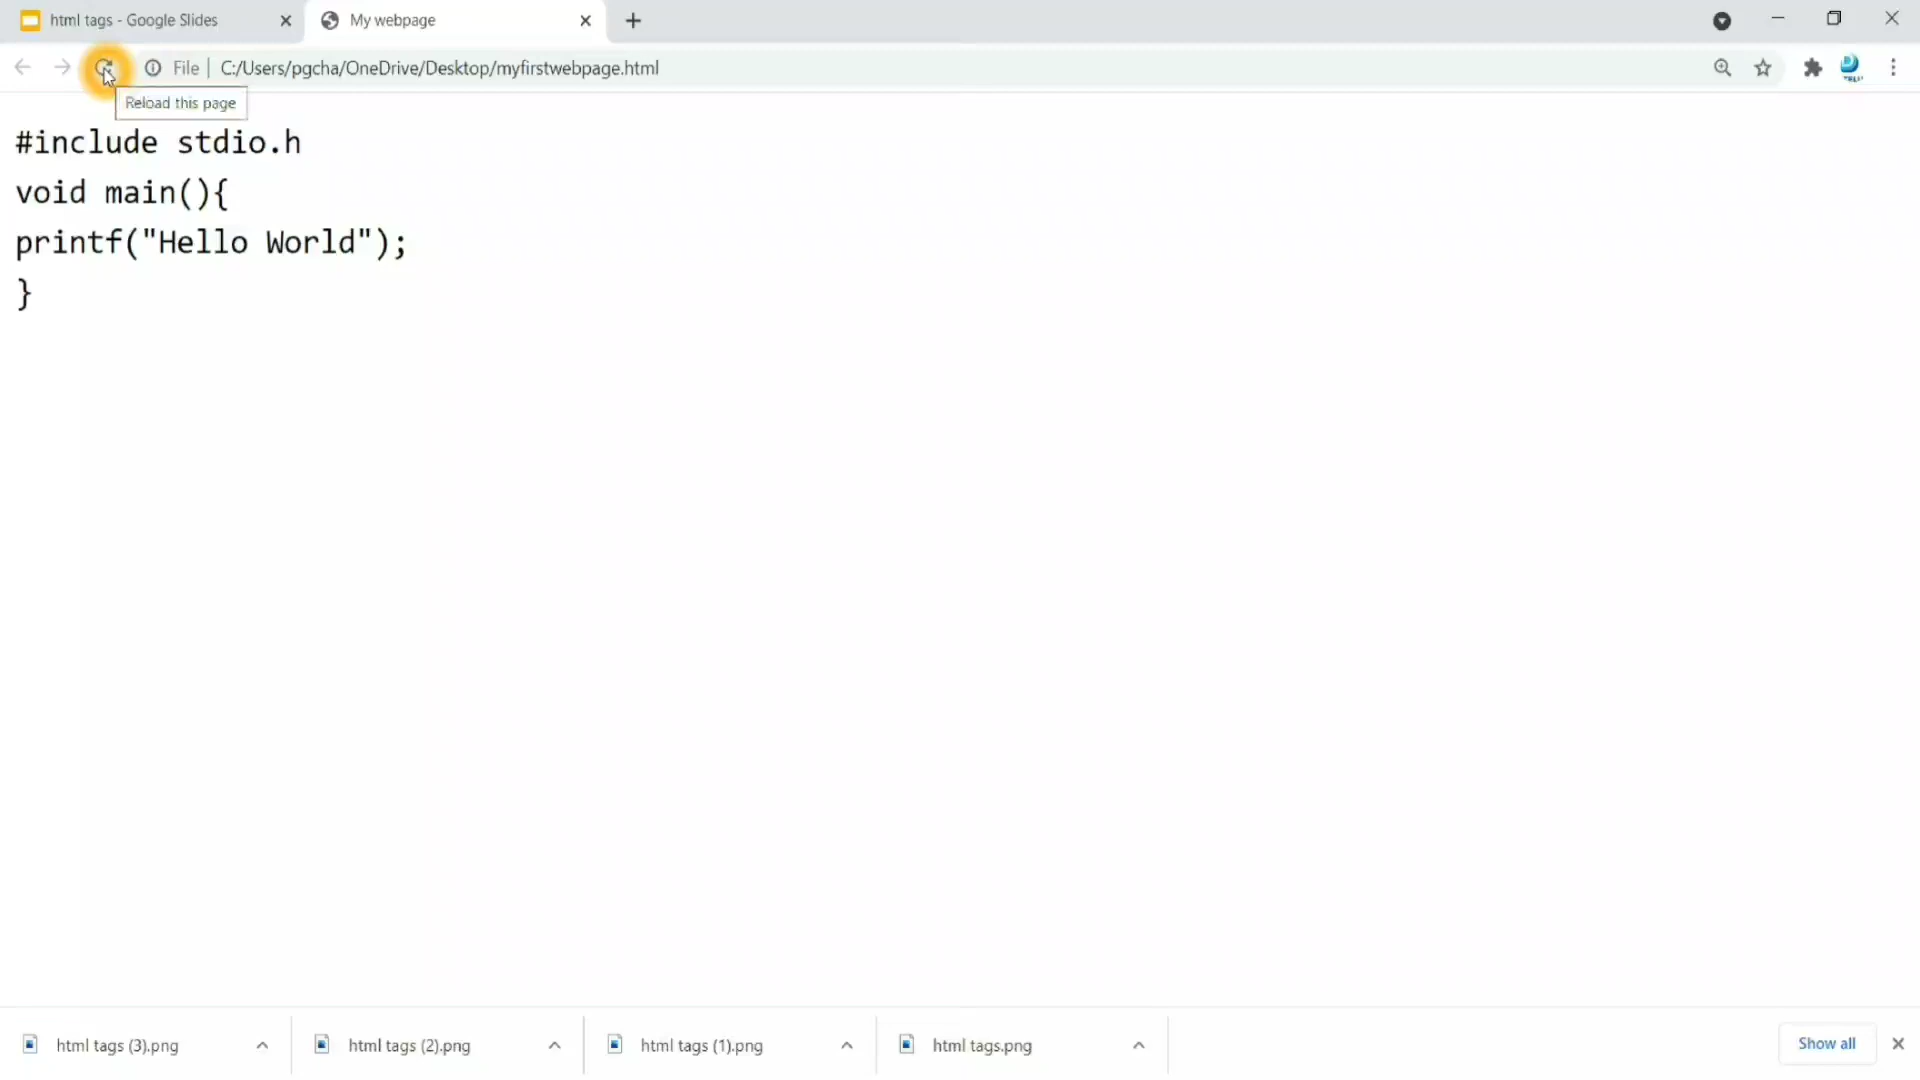 html tags - Google Slides
My webpage
File
C:/Users/pgcha/OneDrive/Desktop/myfirstwebpage.html
Reload this page
#include stdio.h
void main(){
printf("Hello World");
}
html tags (3).png
html tags (2).png
html tags (1).png
html tags.png
Show all